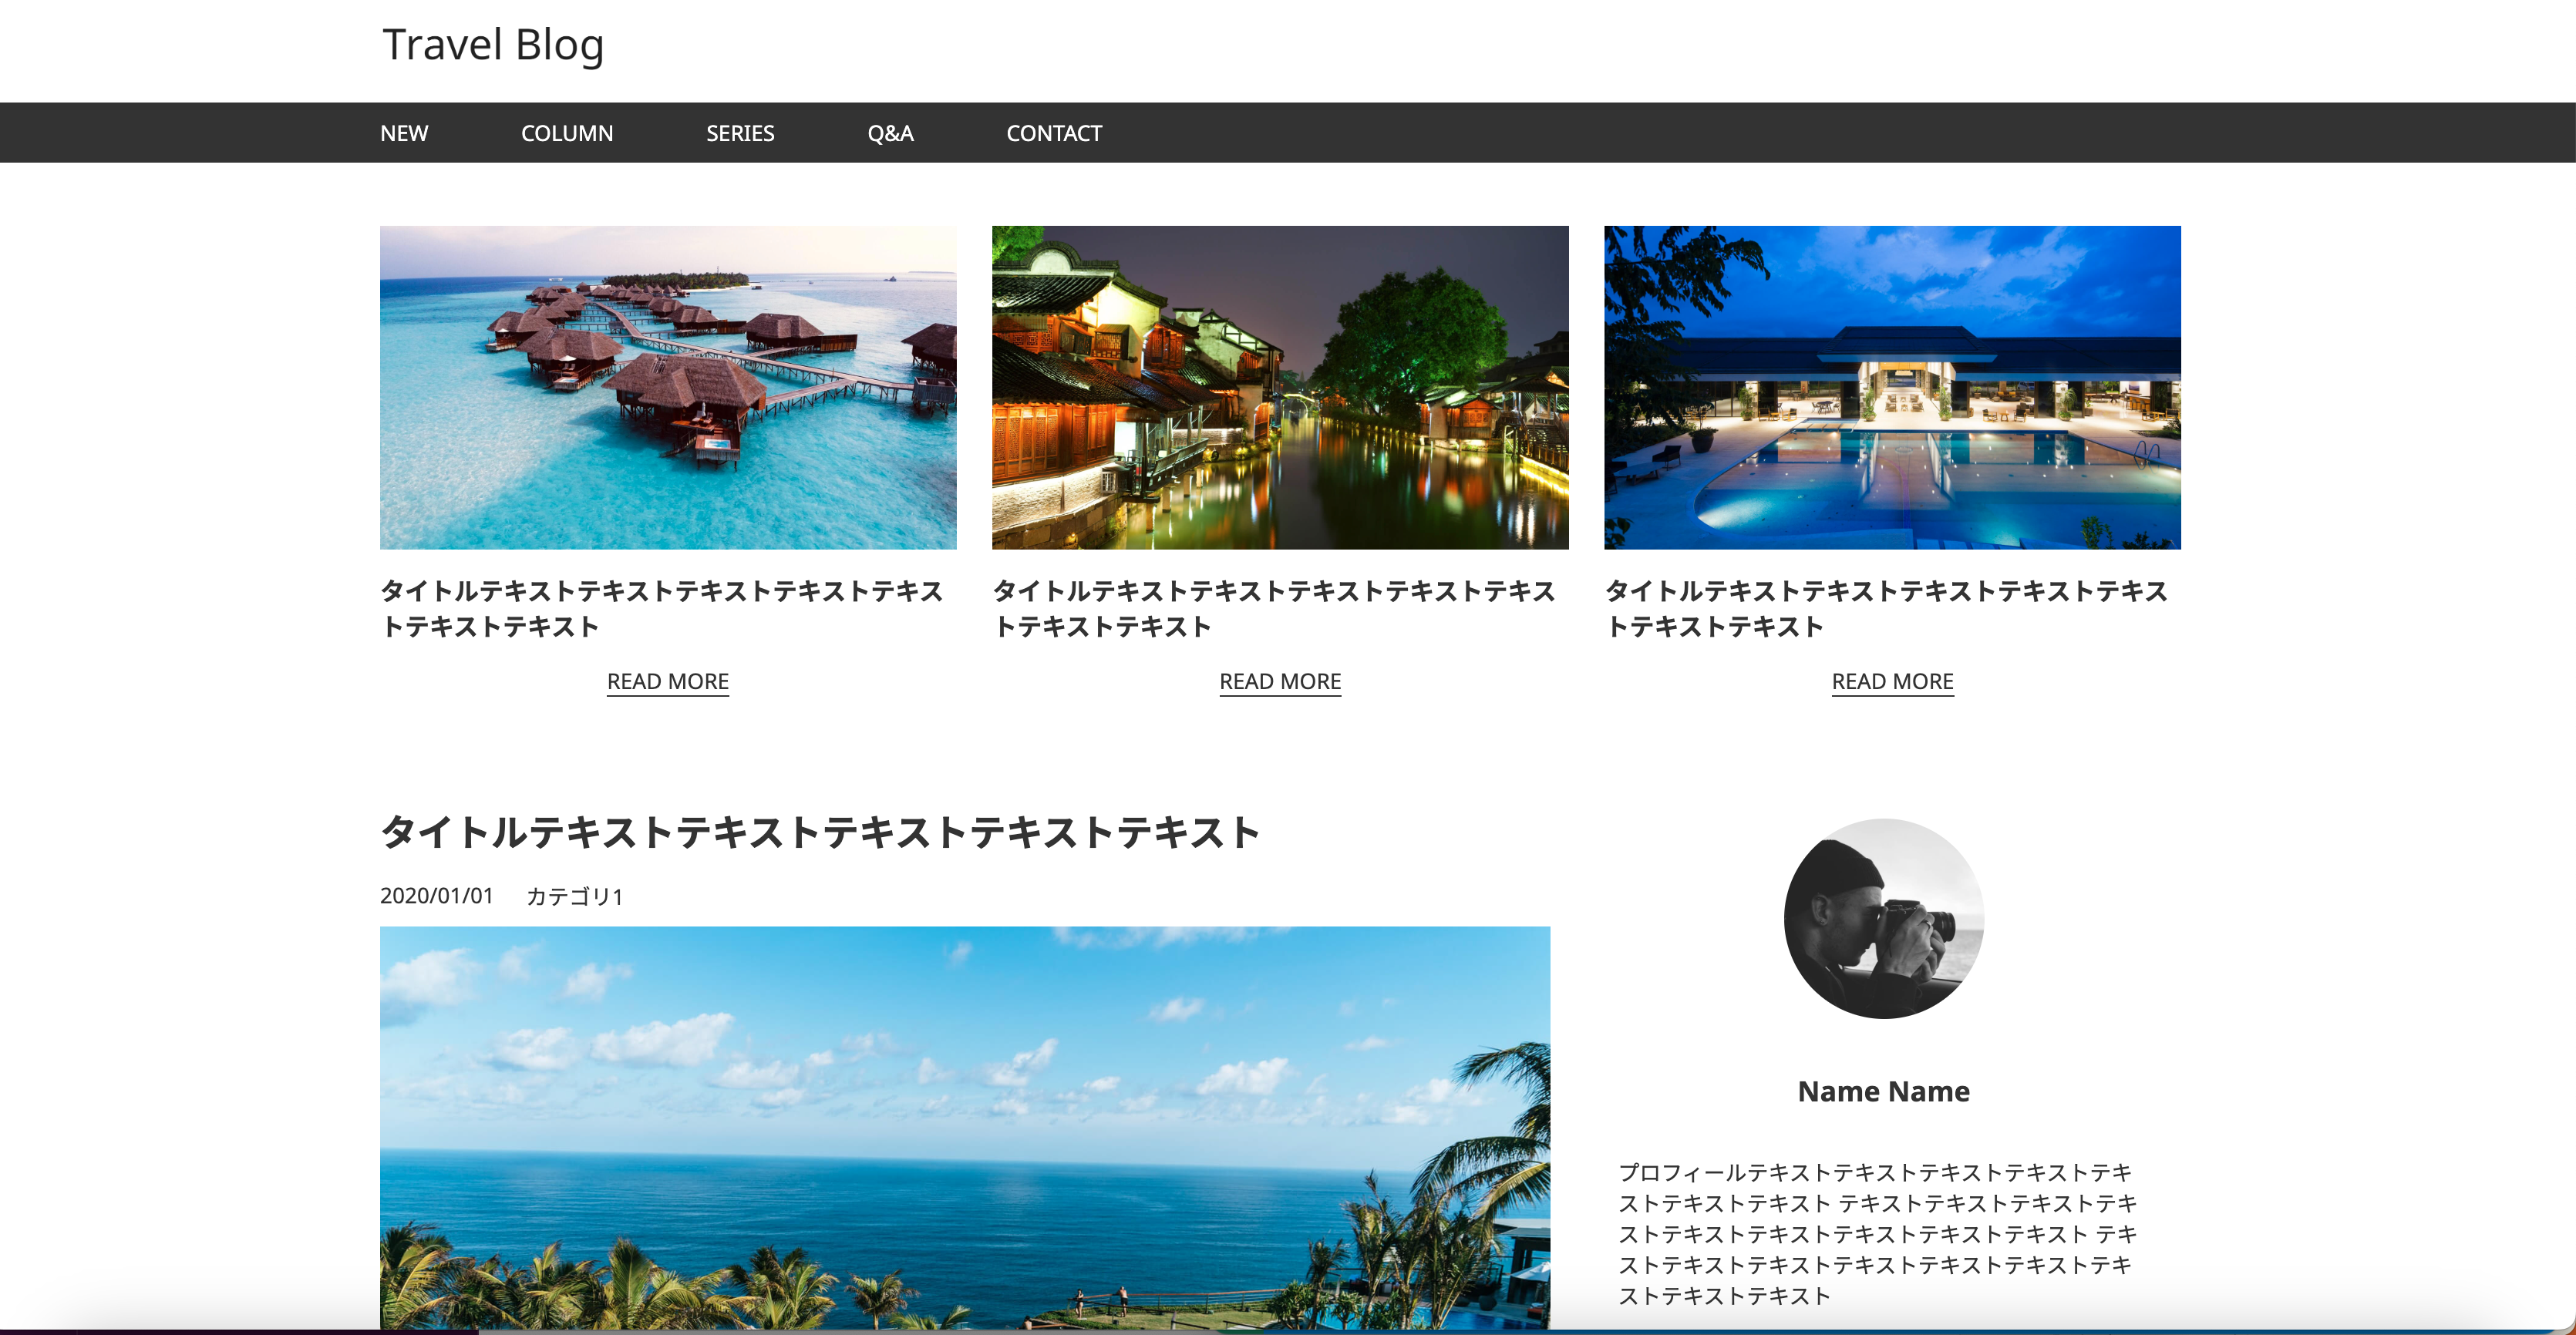 Travel Blog
NEW COLUMN SERIES Q&A CONTACT
タイトルテキストテキストテキストテキストテキス
トテキストテキスト
READ MORE
タイトルテキストテキストテキストテキストテキス
トテキストテキスト
READ MORE
タイトルテキストテキストテキストテキストテキス
トテキストテキスト
READ MORE
タイトルテキストテキストテキストテキストテキスト
2020/01/01 カテゴリ1
Name Name
プロフィールテキストテキストテキストテキストテキ
ストテキストテキスト テキストテキストテキストテキ
ストテキストテキストテキストテキストテキスト テキ
ストテキストテキストテキストテキストテキストテキ
ストテキストテキスト